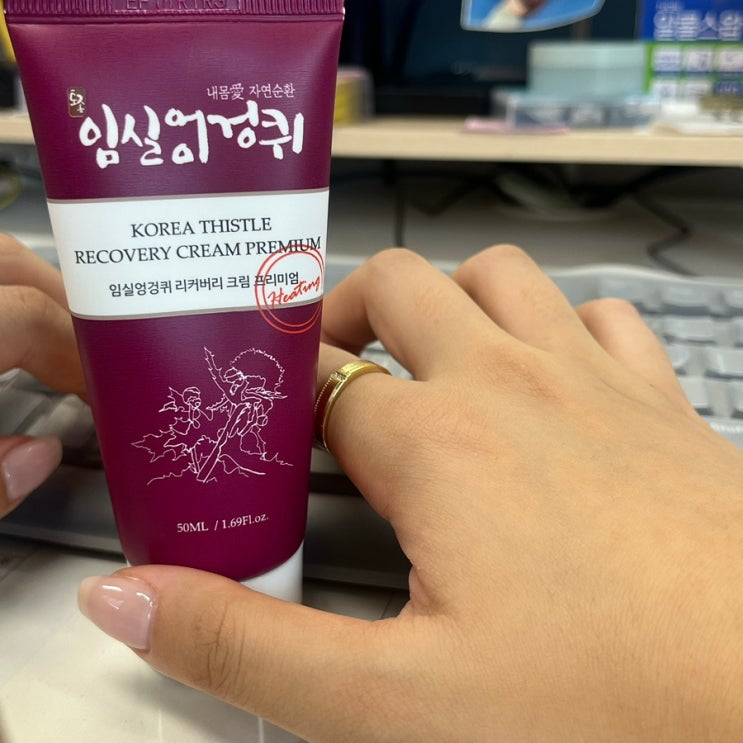 내몸愛 자연순환
임실엉겅퀴
KOREA THISTLE
RECOVERY CREAM PREMIUM
임실엉겅퀴 리커버리 크림 프리미엄
Heating
50ML / 1.69Fl.oz.